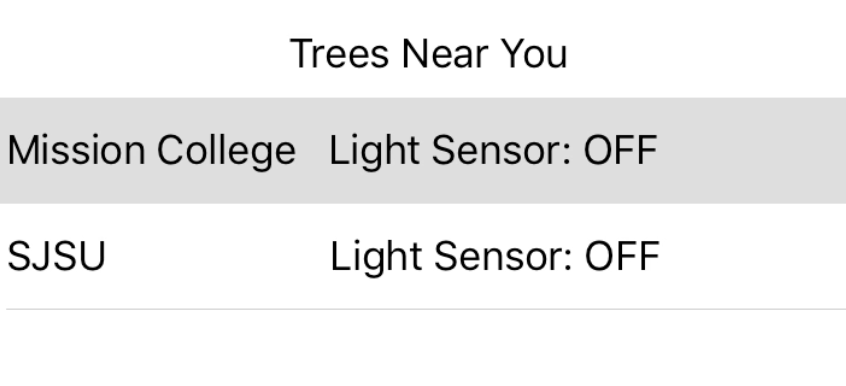 Trees Near You
Mission College Light Sensor: OFF
SJSU Light Sensor: OFF